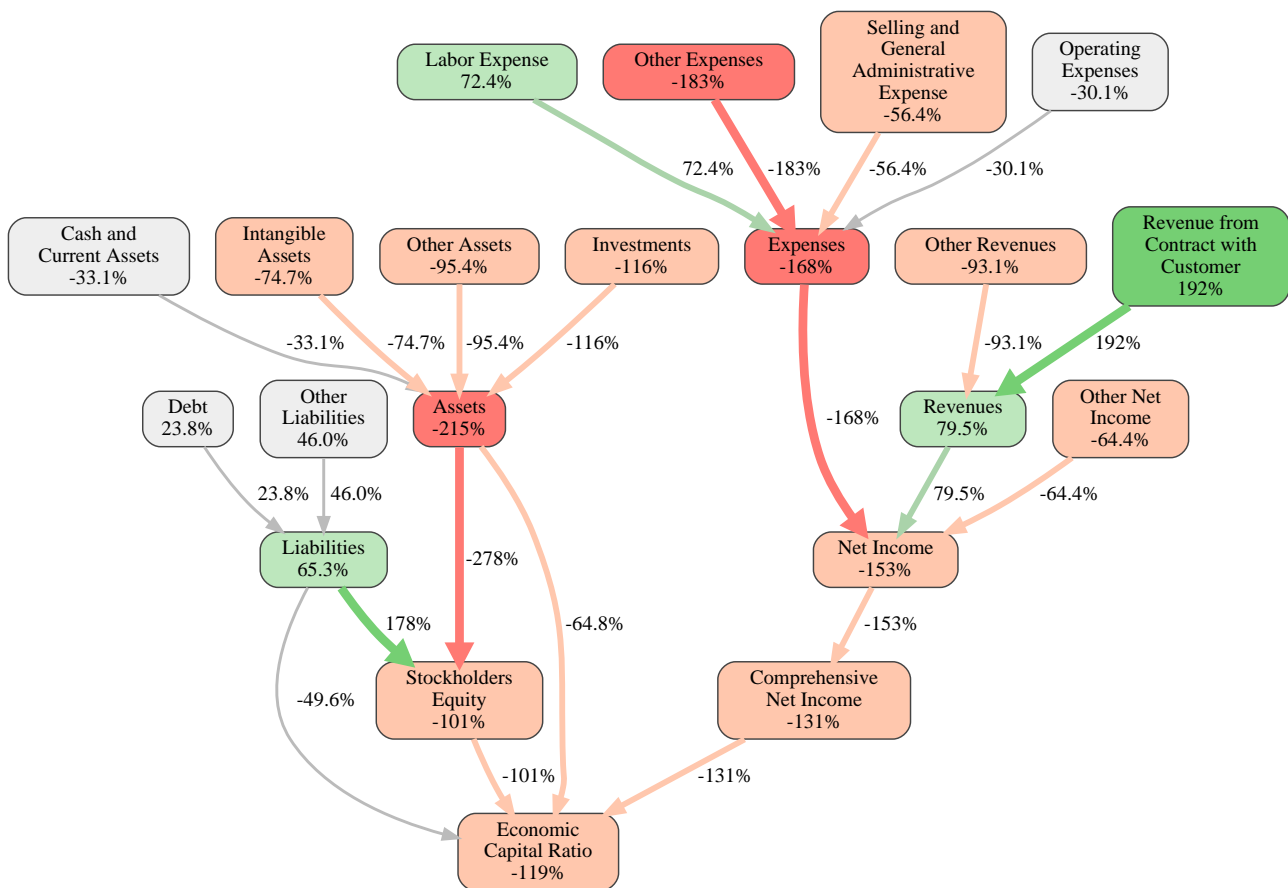 Labor Expense
72.4%
Other Expenses
-183%
Selling and
General
Administrative
Expense
-56.4%
Operating
Expenses
-30.1%
72.4%
-183%
-56.4%
-30.1%
Cash and
Current Assets
-33.1%
Intangible
Assets
-74.7%
Other Assets
-95.4%
Investments
-116%
Expenses
-168%
Other Revenues
-93.1%
Revenue from
Contract with
Customer
192%
-33.1%
-74.7%
-95.4%
-116%
-93.1%
192%
Debt
23.8%
Other
Liabilities
46.0%
Assets
-215%
-168%
Revenues
79.5%
Other Net
Income
-64.4%
23.8%
46.0%
79.5%
-64.4%
Liabilities
65.3%
-278%
Net Income
-153%
178%
-64.8%
-153%
-49.6%
Stockholders
Equity
-101%
Comprehensive
Net Income
-131%
-101%
-131%
Economic
Capital Ratio
-119%